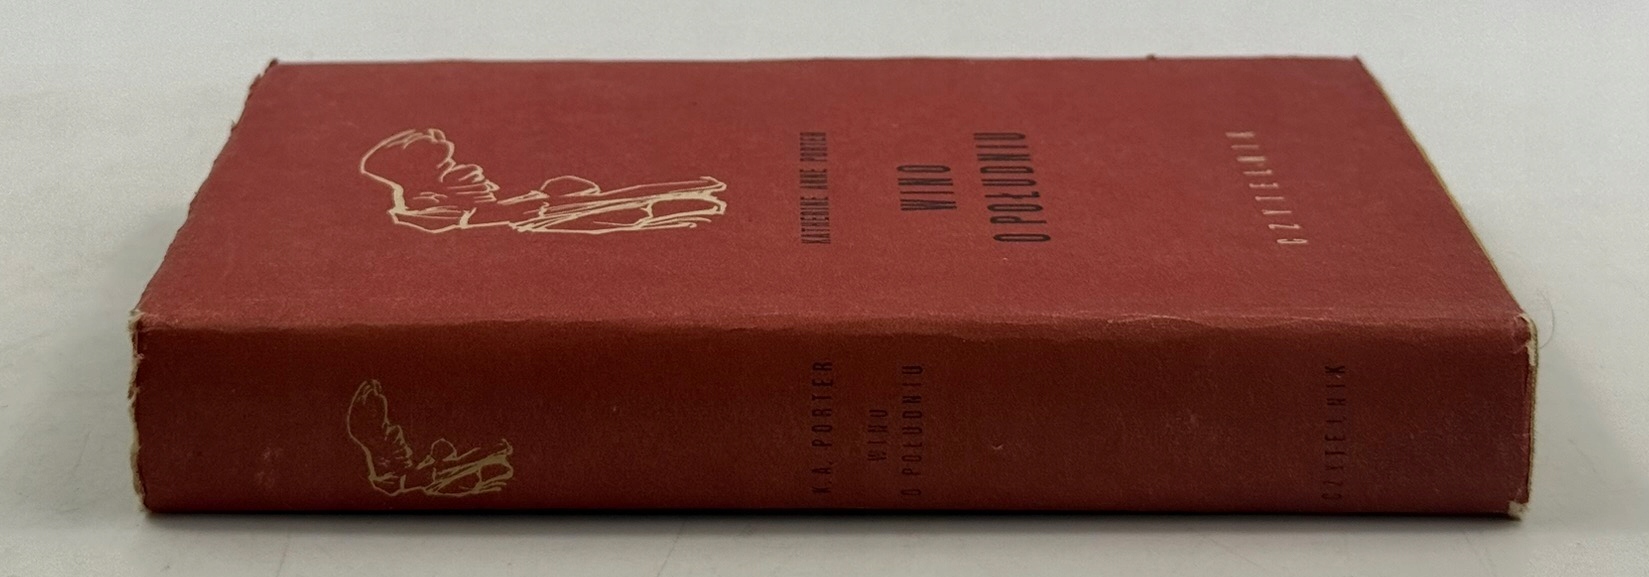 KATHERINE ANNE PORTER
WINO
O POŁUDNIU
CZYTELNIK
K.A. PORTER
WINO
O POŁUDNIU
CZYTELNIK